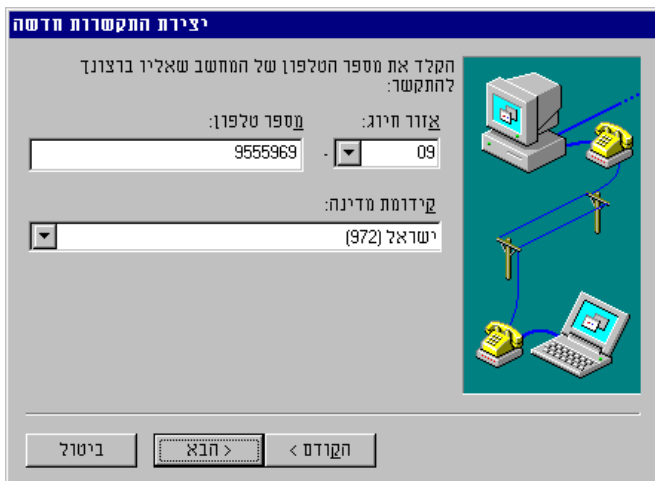 יצירת התקשרות חדשה
הקלד את מספר הטלפון של המחשב שאליו ברצונך
להתקשר:
אזור חיוג: מספר טלפון:
09 - 9555969
קידומת מדינה:
ישראל (972)
הקודם > < הבא ביטול